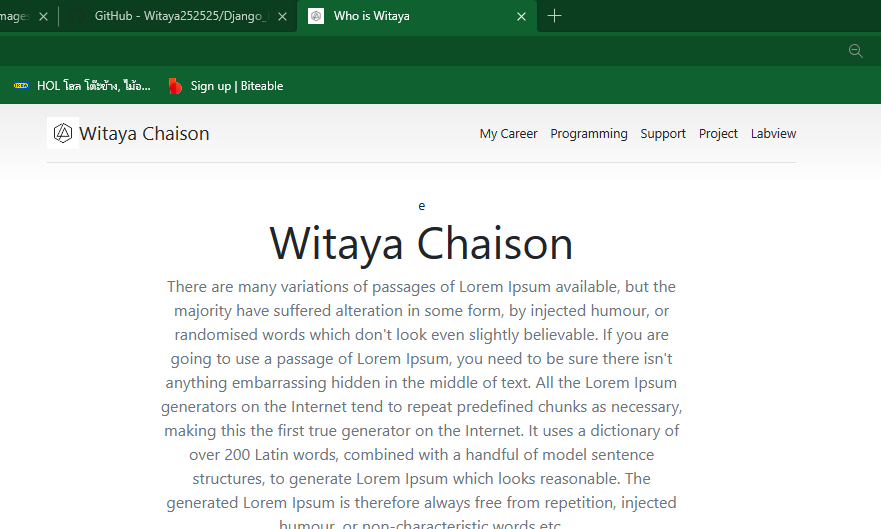 mages
GitHub - Witaya252525/Django_
Who is Witaya
HOL โฮล โต๊ะข้าง, ไม้อ...
Sign up | Biteable
Witaya Chaison
My Career Programming Support Project Labview
e
Witaya Chaison
There are many variations of passages of Lorem Ipsum available, but the
majority have suffered alteration in some form, by injected humour, or
randomised words which don't look even slightly believable. If you are
going to use a passage of Lorem Ipsum, you need to be sure there isn't
anything embarrassing hidden in the middle of text. All the Lorem Ipsum
generators on the Internet tend to repeat predefined chunks as necessary,
making this the first true generator on the Internet. It uses a dictionary of
over 200 Latin words, combined with a handful of model sentence
structures, to generate Lorem Ipsum which looks reasonable. The
generated Lorem Ipsum is therefore always free from repetition, injected
humour, or non-characteristic words etc.